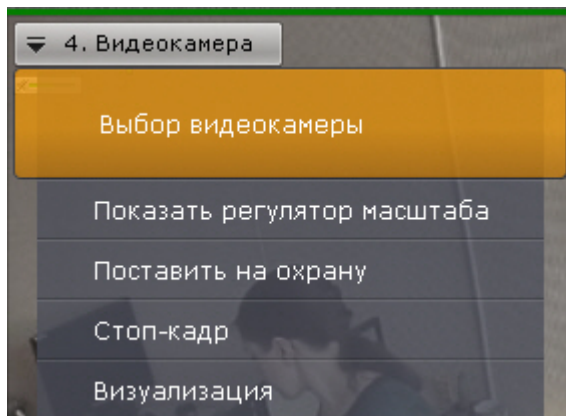 4. Видеокамера
Выбор видеокамеры
Показать регулятор масштаба
Поставить на охрану
Стоп-кадр
Визуализация